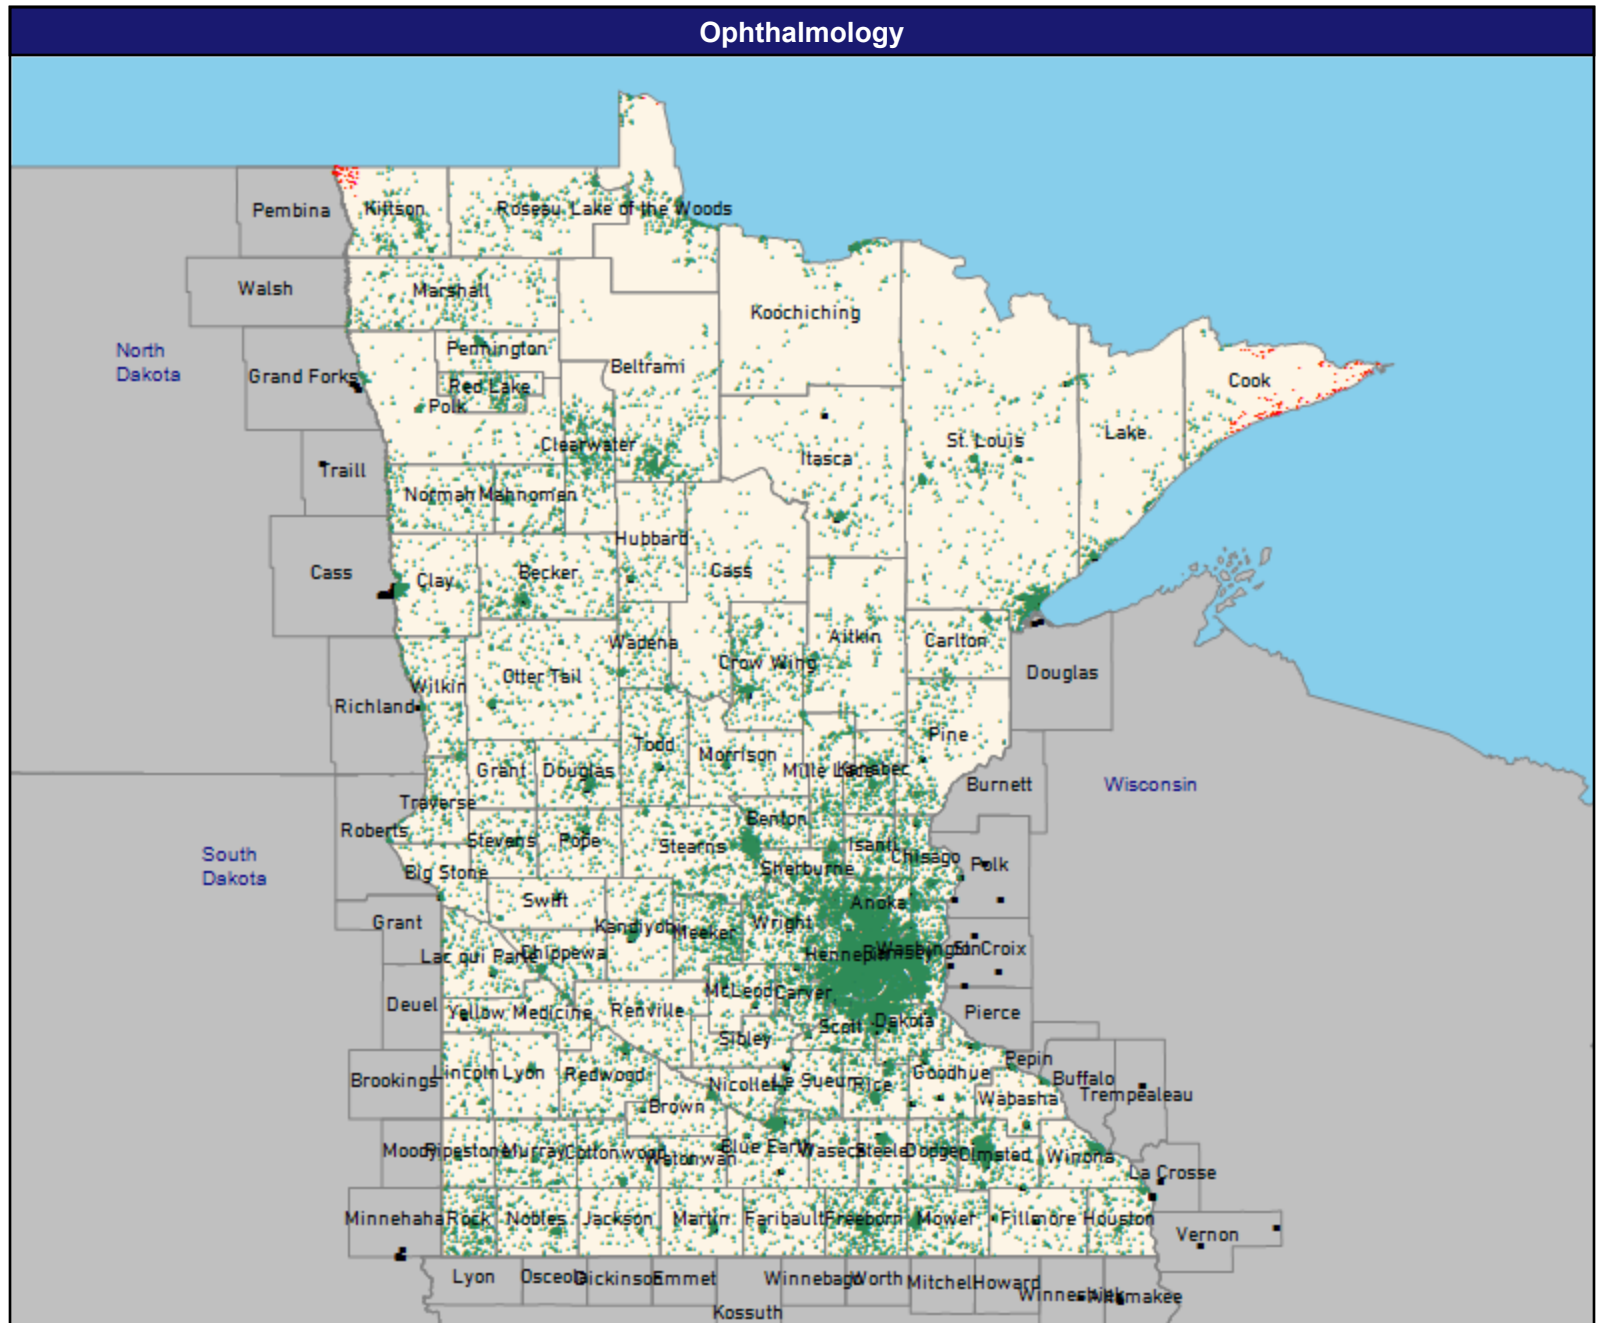 Ophthalmology
Pembina
Kittson
Roseau
Lake of the Woods
Walsh
Marshall
Koochiching
North
Dakota
Pennington
Grand Forks
Red Lake
Beltrami
Cook
Polk
Clearwater
St. Louis
Lake
Traill
Itasca
Norman
Mahnomen
Hubbard
Cass
Clay
Becker
Cass
Wadena
Crow Wing
Aitkin
Carlton
Douglas
Otter Tail
Wilkin
Richland
Todd
Morrison
Pine
Grant
Douglas
Mille Lacs
Kanabec
Burnett
Wisconsin
Traverse
Roberts
Stevens
Pope
Stearns
Benton
Isanti
Chisago
Polk
South
Dakota
Big Stone
Sherburne
Swift
Anoka
Grant
Kandiyohi
Meeker
Wright
Lac qui Parle
Chippewa
Hennepin
Ramsey
Washington
St. Croix
Deuel
Yellow Medicine
Renville
McLeod
Carver
Pierce
Scott
Dakota
Sibley
Brookings
Lincoln
Lyon
Redwood
Nicollet
Le Sueur
Rice
Goodhue
Pepin
Buffalo
Trempealeau
Brown
Wabasha
Moody
Pipestone
Murray
Cottonwood
Watonwan
Blue Earth
Waseca
Steele
Dodge
Olmsted
Winona
La Crosse
Minnehaha
Rock
Nobles
Jackson
Martin
Faribault
Freeborn
Mower
Fillmore
Houston
Vernon
Lyon
Osceola
Dickinson
Emmet
Winnebago
Worth
Mitchell
Howard
Winneshiek
Allamakee
Kossuth